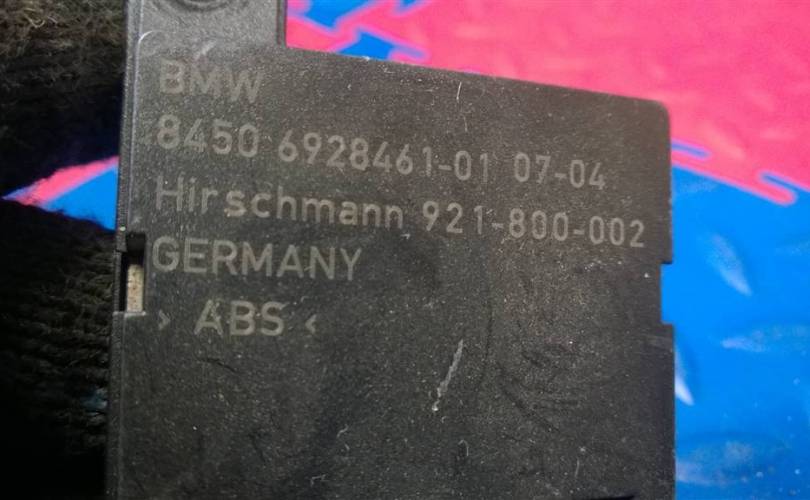 BMW
8450 6928461-01 07-04
Hirschmann 921-800-002
GERMANY
> ABS <